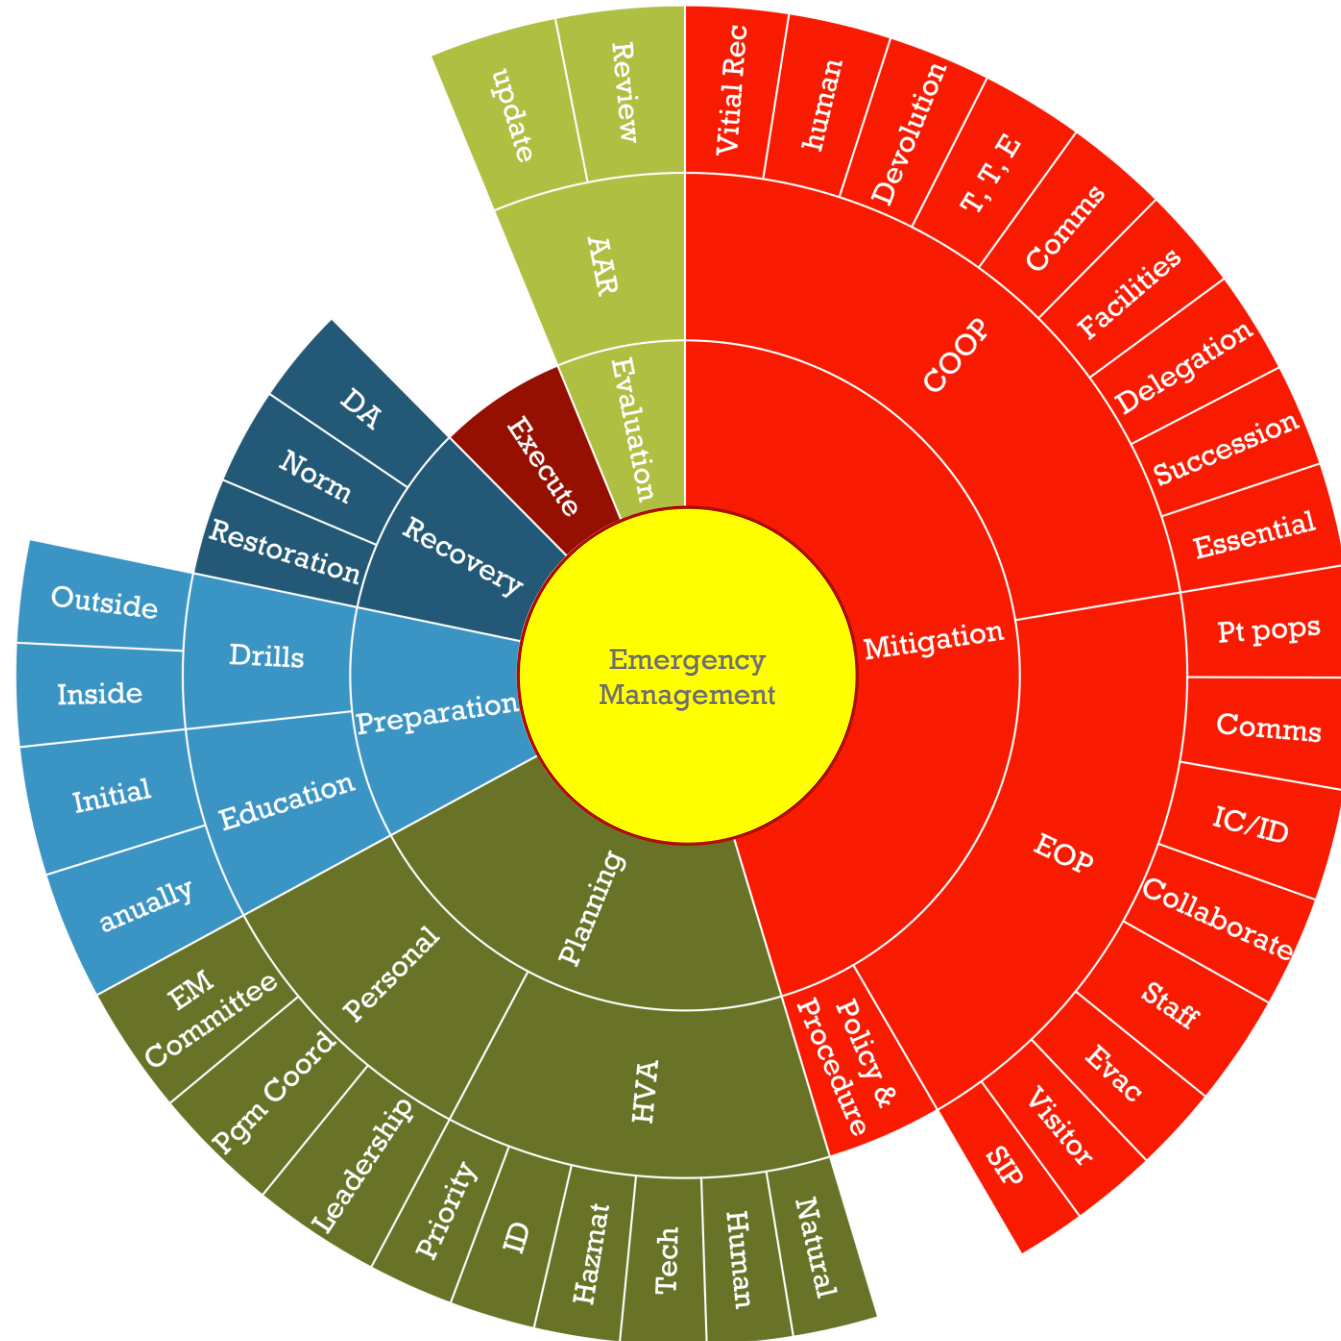 Emergency
Management
Mitigation
COOP
Vitial Rec
human
Devolution
T, T, E
Comms
Facilities
Delegation
Succession
Essential
EOP
Pt pops
Comms
IC/ID
Collaborate
Staff
Evac
Visitor
SIP
Policy &
Procedure
Planning
HVA
Natural
Human
Tech
Hazmat
ID
Priority
Personal
Leadership
Pgm Coord
EM
Committee
Preparation
Education
anually
Initial
Drills
Inside
Outside
Recovery
Restoration
Norm
DA
Execute
Evaluation
AAR
update
Review